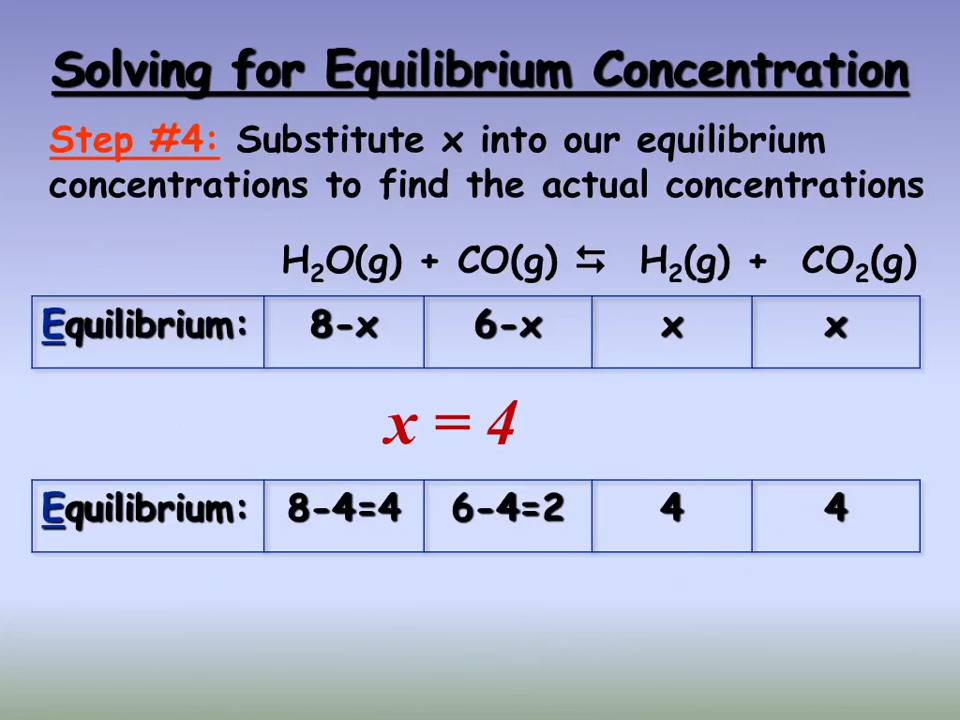 Solving for Equilibrium Concentration
Step #4: Substitute x into our equilibrium
concentrations to find the actual concentrations
H₂O(g) + CO(g) ⇆ H₂(g) + CO₂(g)
Equilibrium: 8-x 6-x x x
x = 4
Equilibrium: 8-4=4 6-4=2 4 4